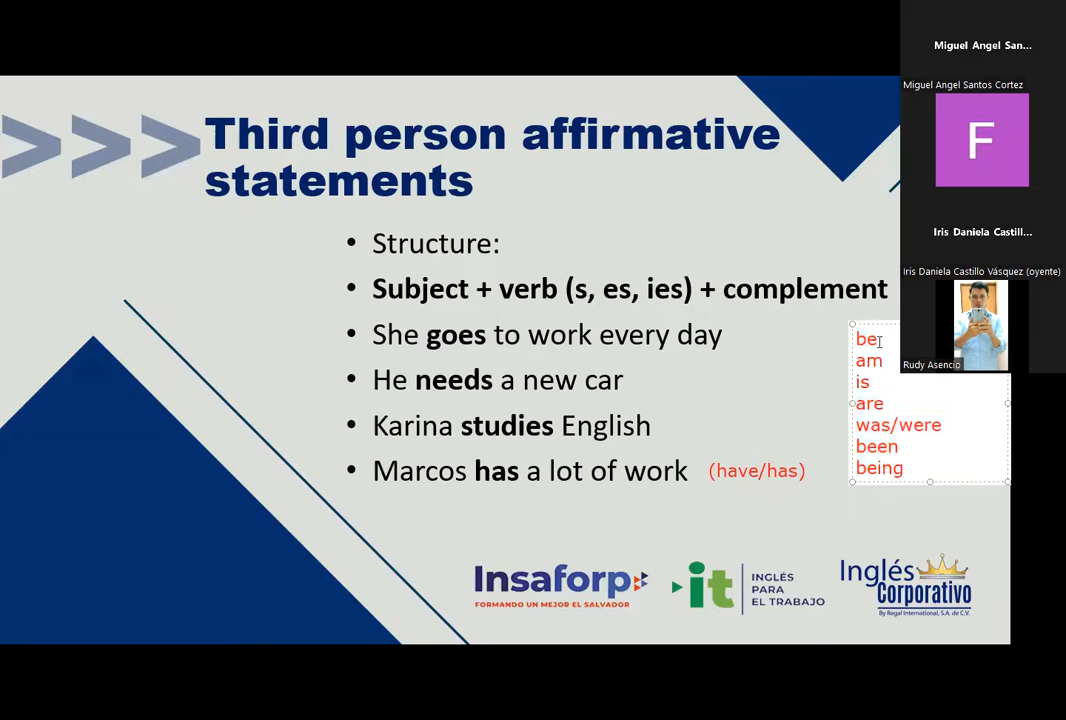 Third person affirmative
statements
• Structure:
• Subject + verb (s, es, ies) + complement
• She goes to work every day
• He needs a new car
• Karina studies English
• Marcos has a lot of work (have/has)
be
am
is
are
was/were
been
being
Insaforp
FORMANDO UN MEJOR EL SALVADOR
it
INGLÉS
PARA
EL TRABAJO
Inglés
Corporativo
By Regal International, S.A. de C.V.
Miguel Angel San...
Miguel Angel Santos Cortez
F
Iris Daniela Castill...
Iris Daniela Castillo Vásquez (oyente)
Rudy Asencio